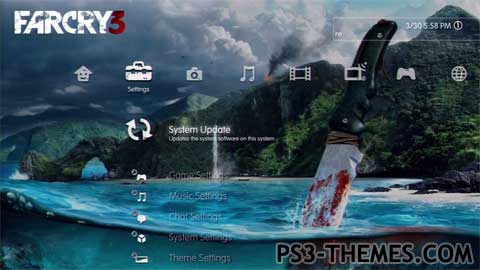 FARCRY3
3/30 5:58 PM
re
Settings
System Update
Updates the system software on this system.
Game Settings
Music Settings
Chat Settings
System Settings
Theme Settings
PS3-THEMES.COM